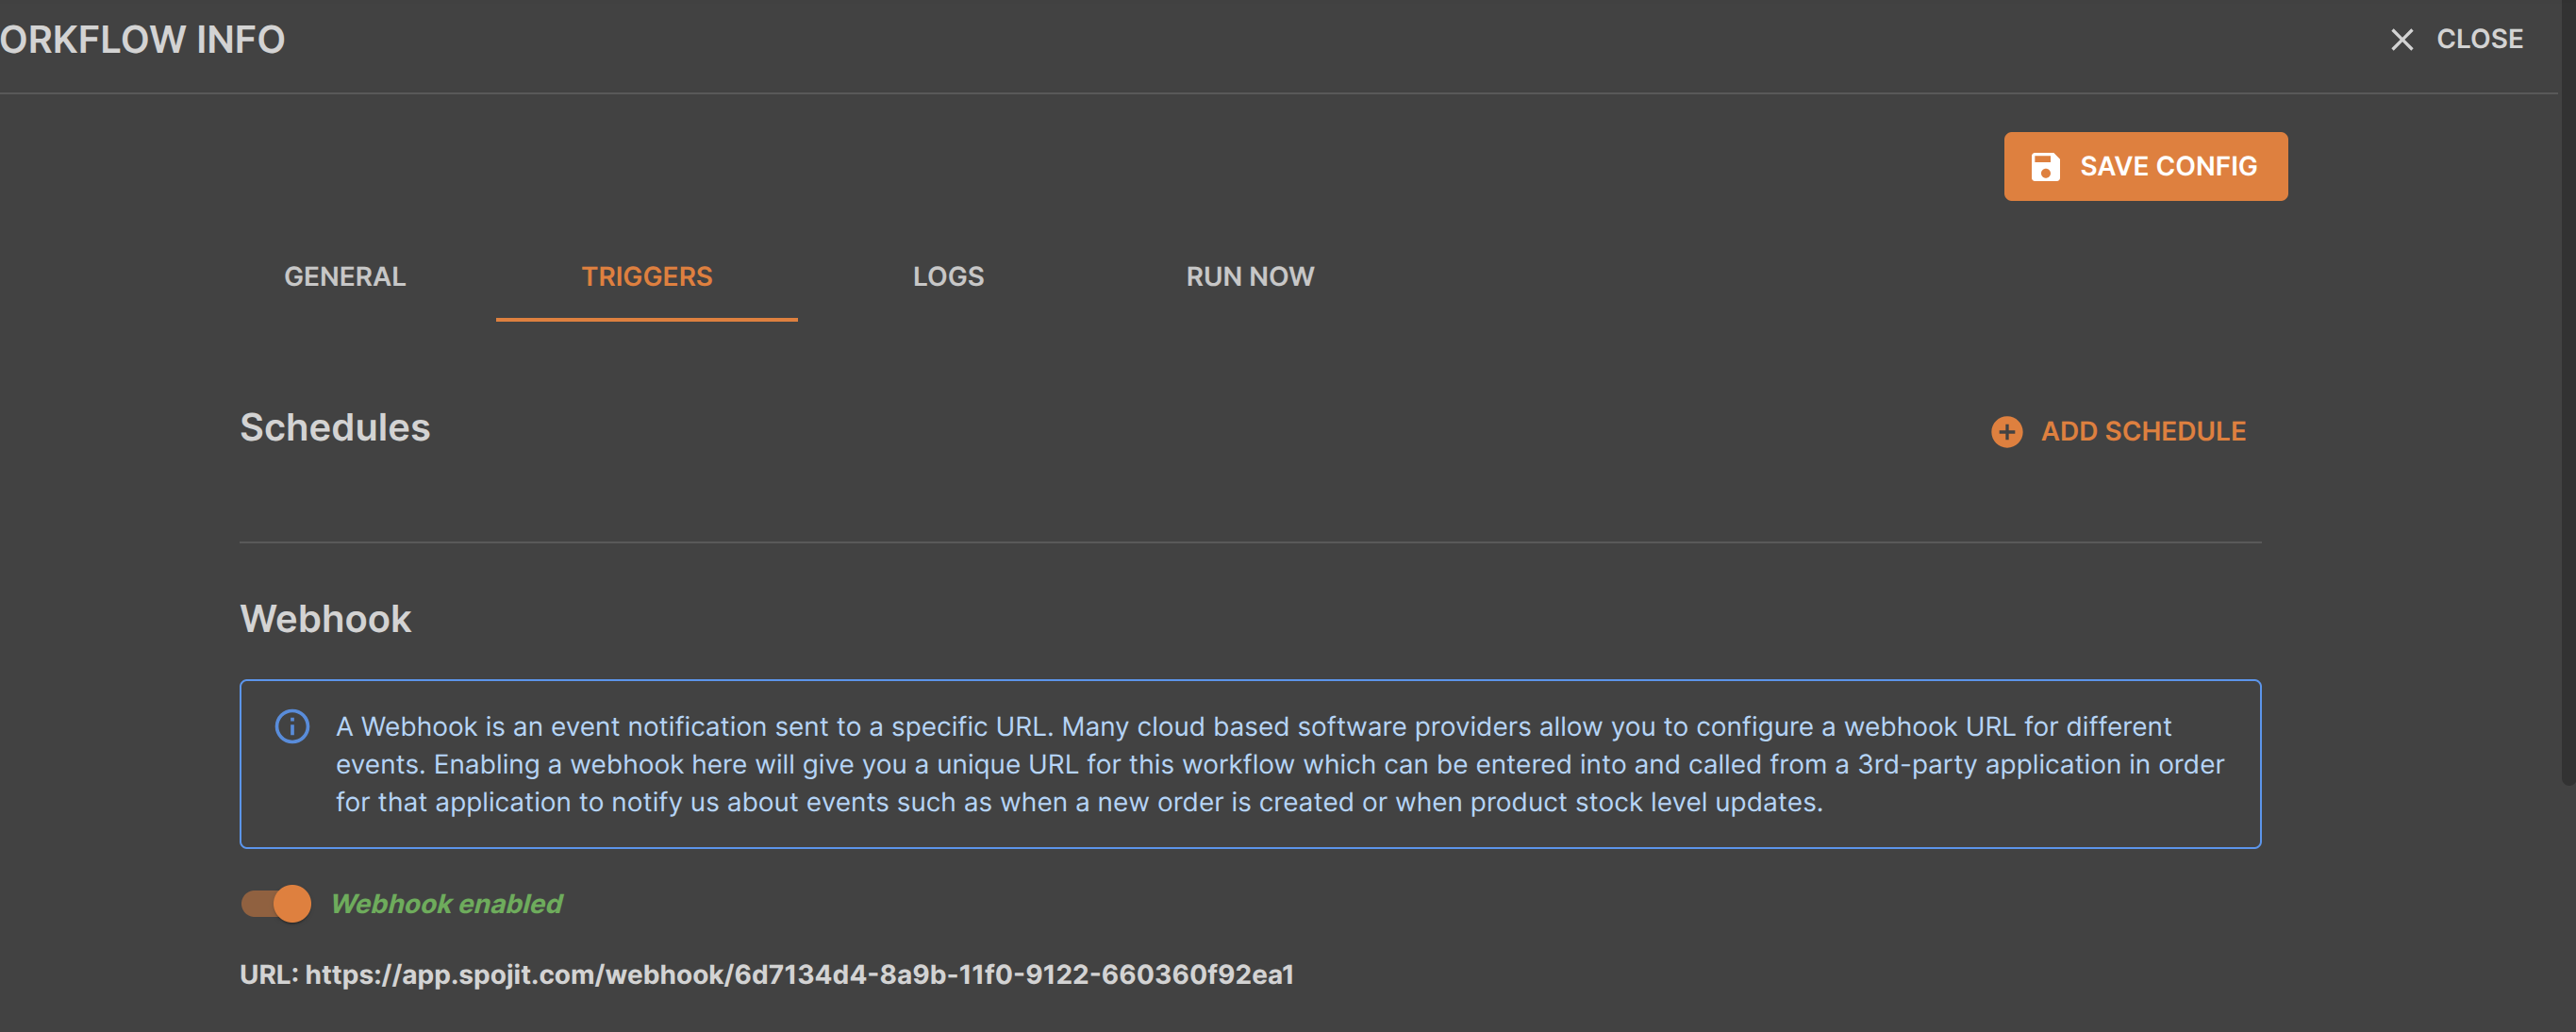 ORKFLOW INFO
CLOSE
SAVE CONFIG
GENERAL
TRIGGERS
LOGS
RUN NOW
Schedules
ADD SCHEDULE
Webhook
A Webhook is an event notification sent to a specific URL. Many cloud based software providers allow you to configure a webhook URL for different
events. Enabling a webhook here will give you a unique URL for this workflow which can be entered into and called from a 3rd-party application in order
for that application to notify us about events such as when a new order is created or when product stock level updates.
Webhook enabled
URL: https://app.spojit.com/webhook/6d7134d4-8a9b-11f0-9122-660360f92ea1